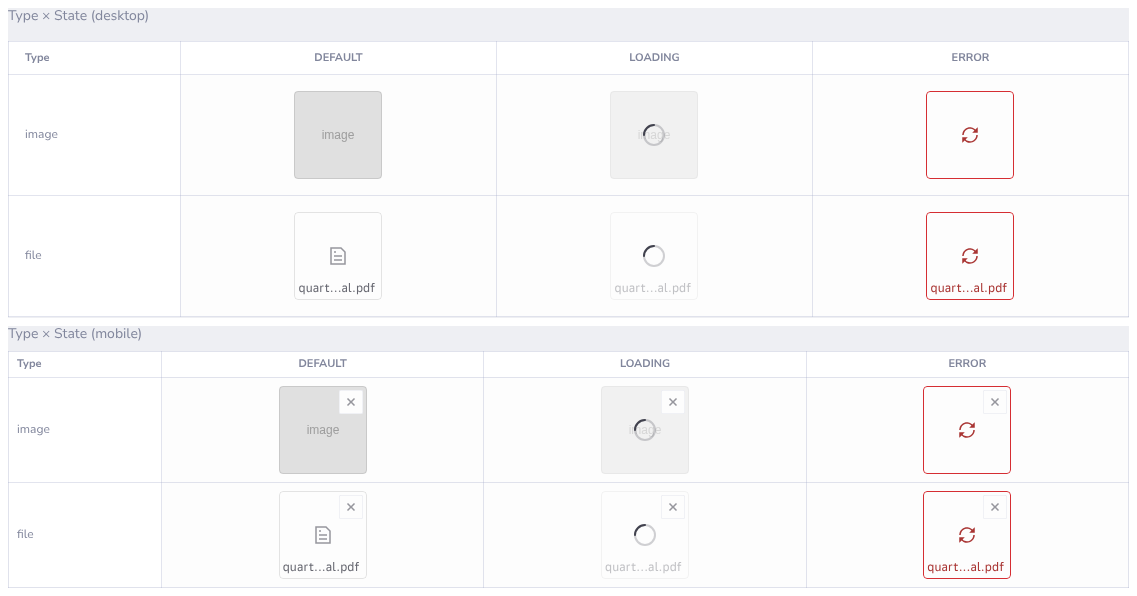 Type × State (desktop)
Type DEFAULT LOADING ERROR
image image image
file quart...al.pdf quart...al.pdf quart...al.pdf
Type × State (mobile)
Type DEFAULT LOADING ERROR
image image image
file quart...al.pdf quart...al.pdf quart...al.pdf